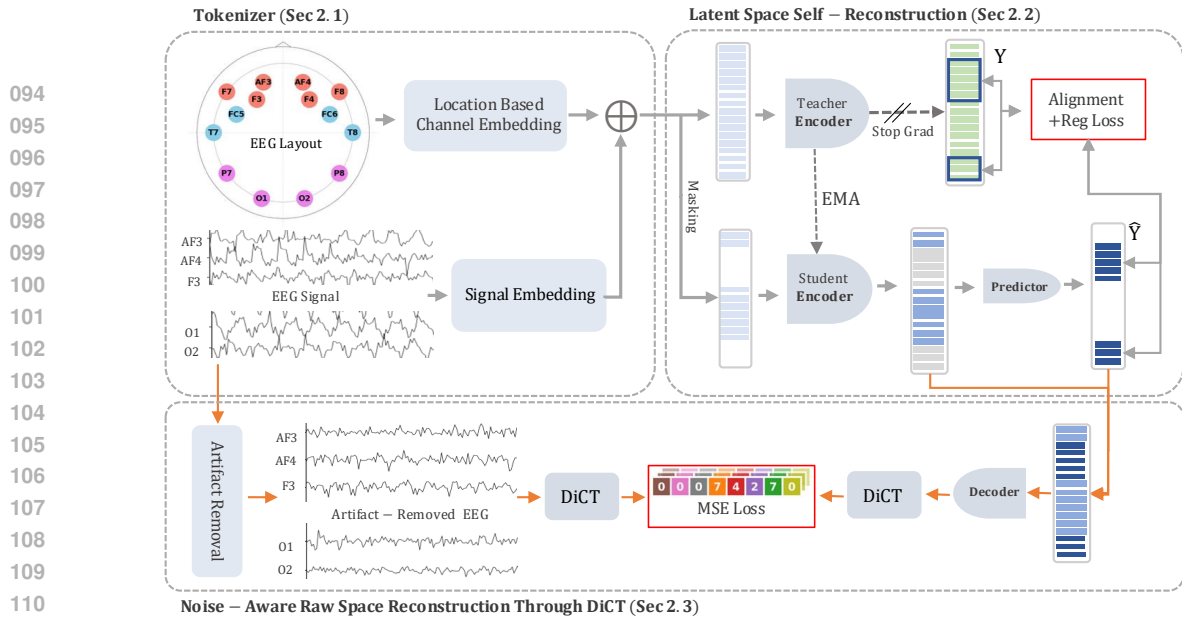 Tokenizer (Sec 2. 1)
Latent Space Self − Reconstruction (Sec 2. 2)
094
095
096
097
098
099
100
101
102
103
104
105
106
107
108
109
110
AF3
AF4
F7
F3
F4
F8
FC5
FC6
T7
T8
EEG Layout
P7
P8
O1
O2
Location Based
Channel Embedding
AF3
AF4
F3
EEG Signal
O1
O2
Signal Embedding
Masking
Teacher
Encoder
Stop Grad
EMA
Y
Alignment
+Reg Loss
Student
Encoder
Predictor
Ŷ
Artifact Removal
AF3
AF4
F3
Artifact − Removed EEG
O1
O2
DiCT
0 0 0 7 4 2 7 0
MSE Loss
DiCT
Decoder
Noise − Aware Raw Space Reconstruction Through DiCT (Sec 2. 3)